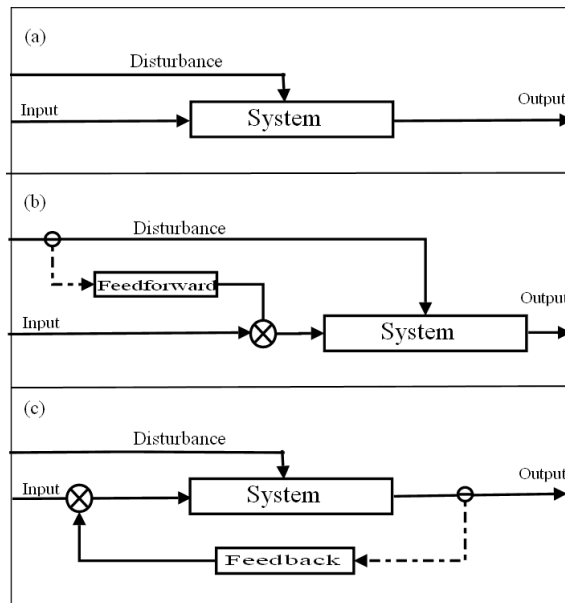 (a)
Disturbance
Input
System
Output
(b)
Disturbance
Feedforward
Input
System
Output
(c)
Disturbance
Input
System
Output
Feedback